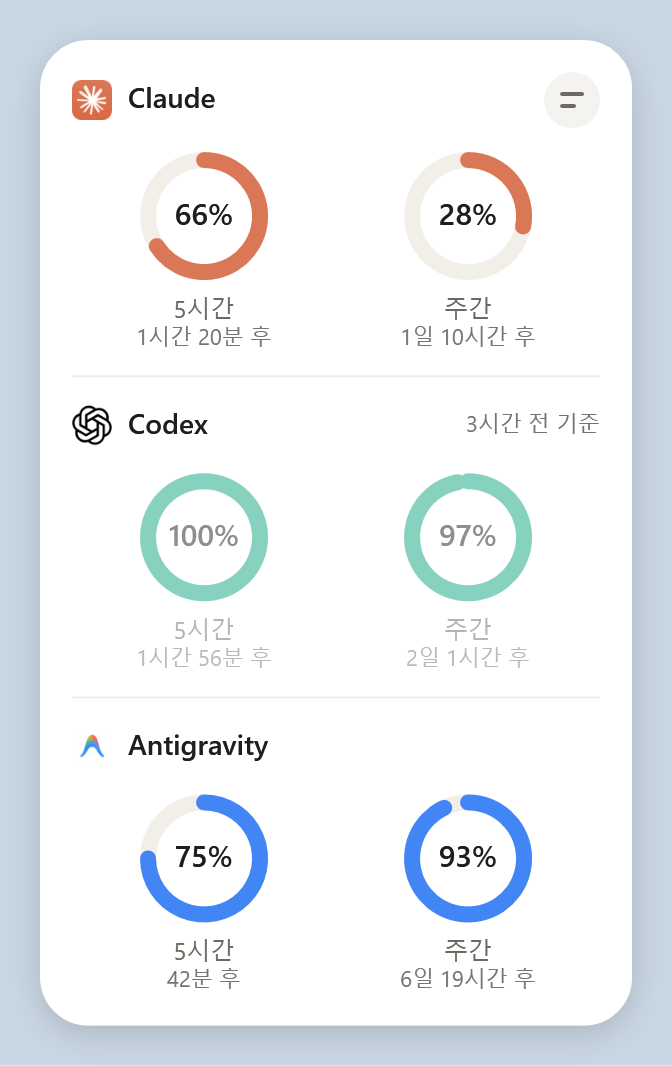 Claude
66%
28%
5시간
주간
1시간 20분 후
1일 10시간 후
Codex
3시간 전 기준
100%
97%
5시간
주간
1시간 56분 후
2일 1시간 후
Antigravity
75%
93%
5시간
주간
42분 후
6일 19시간 후